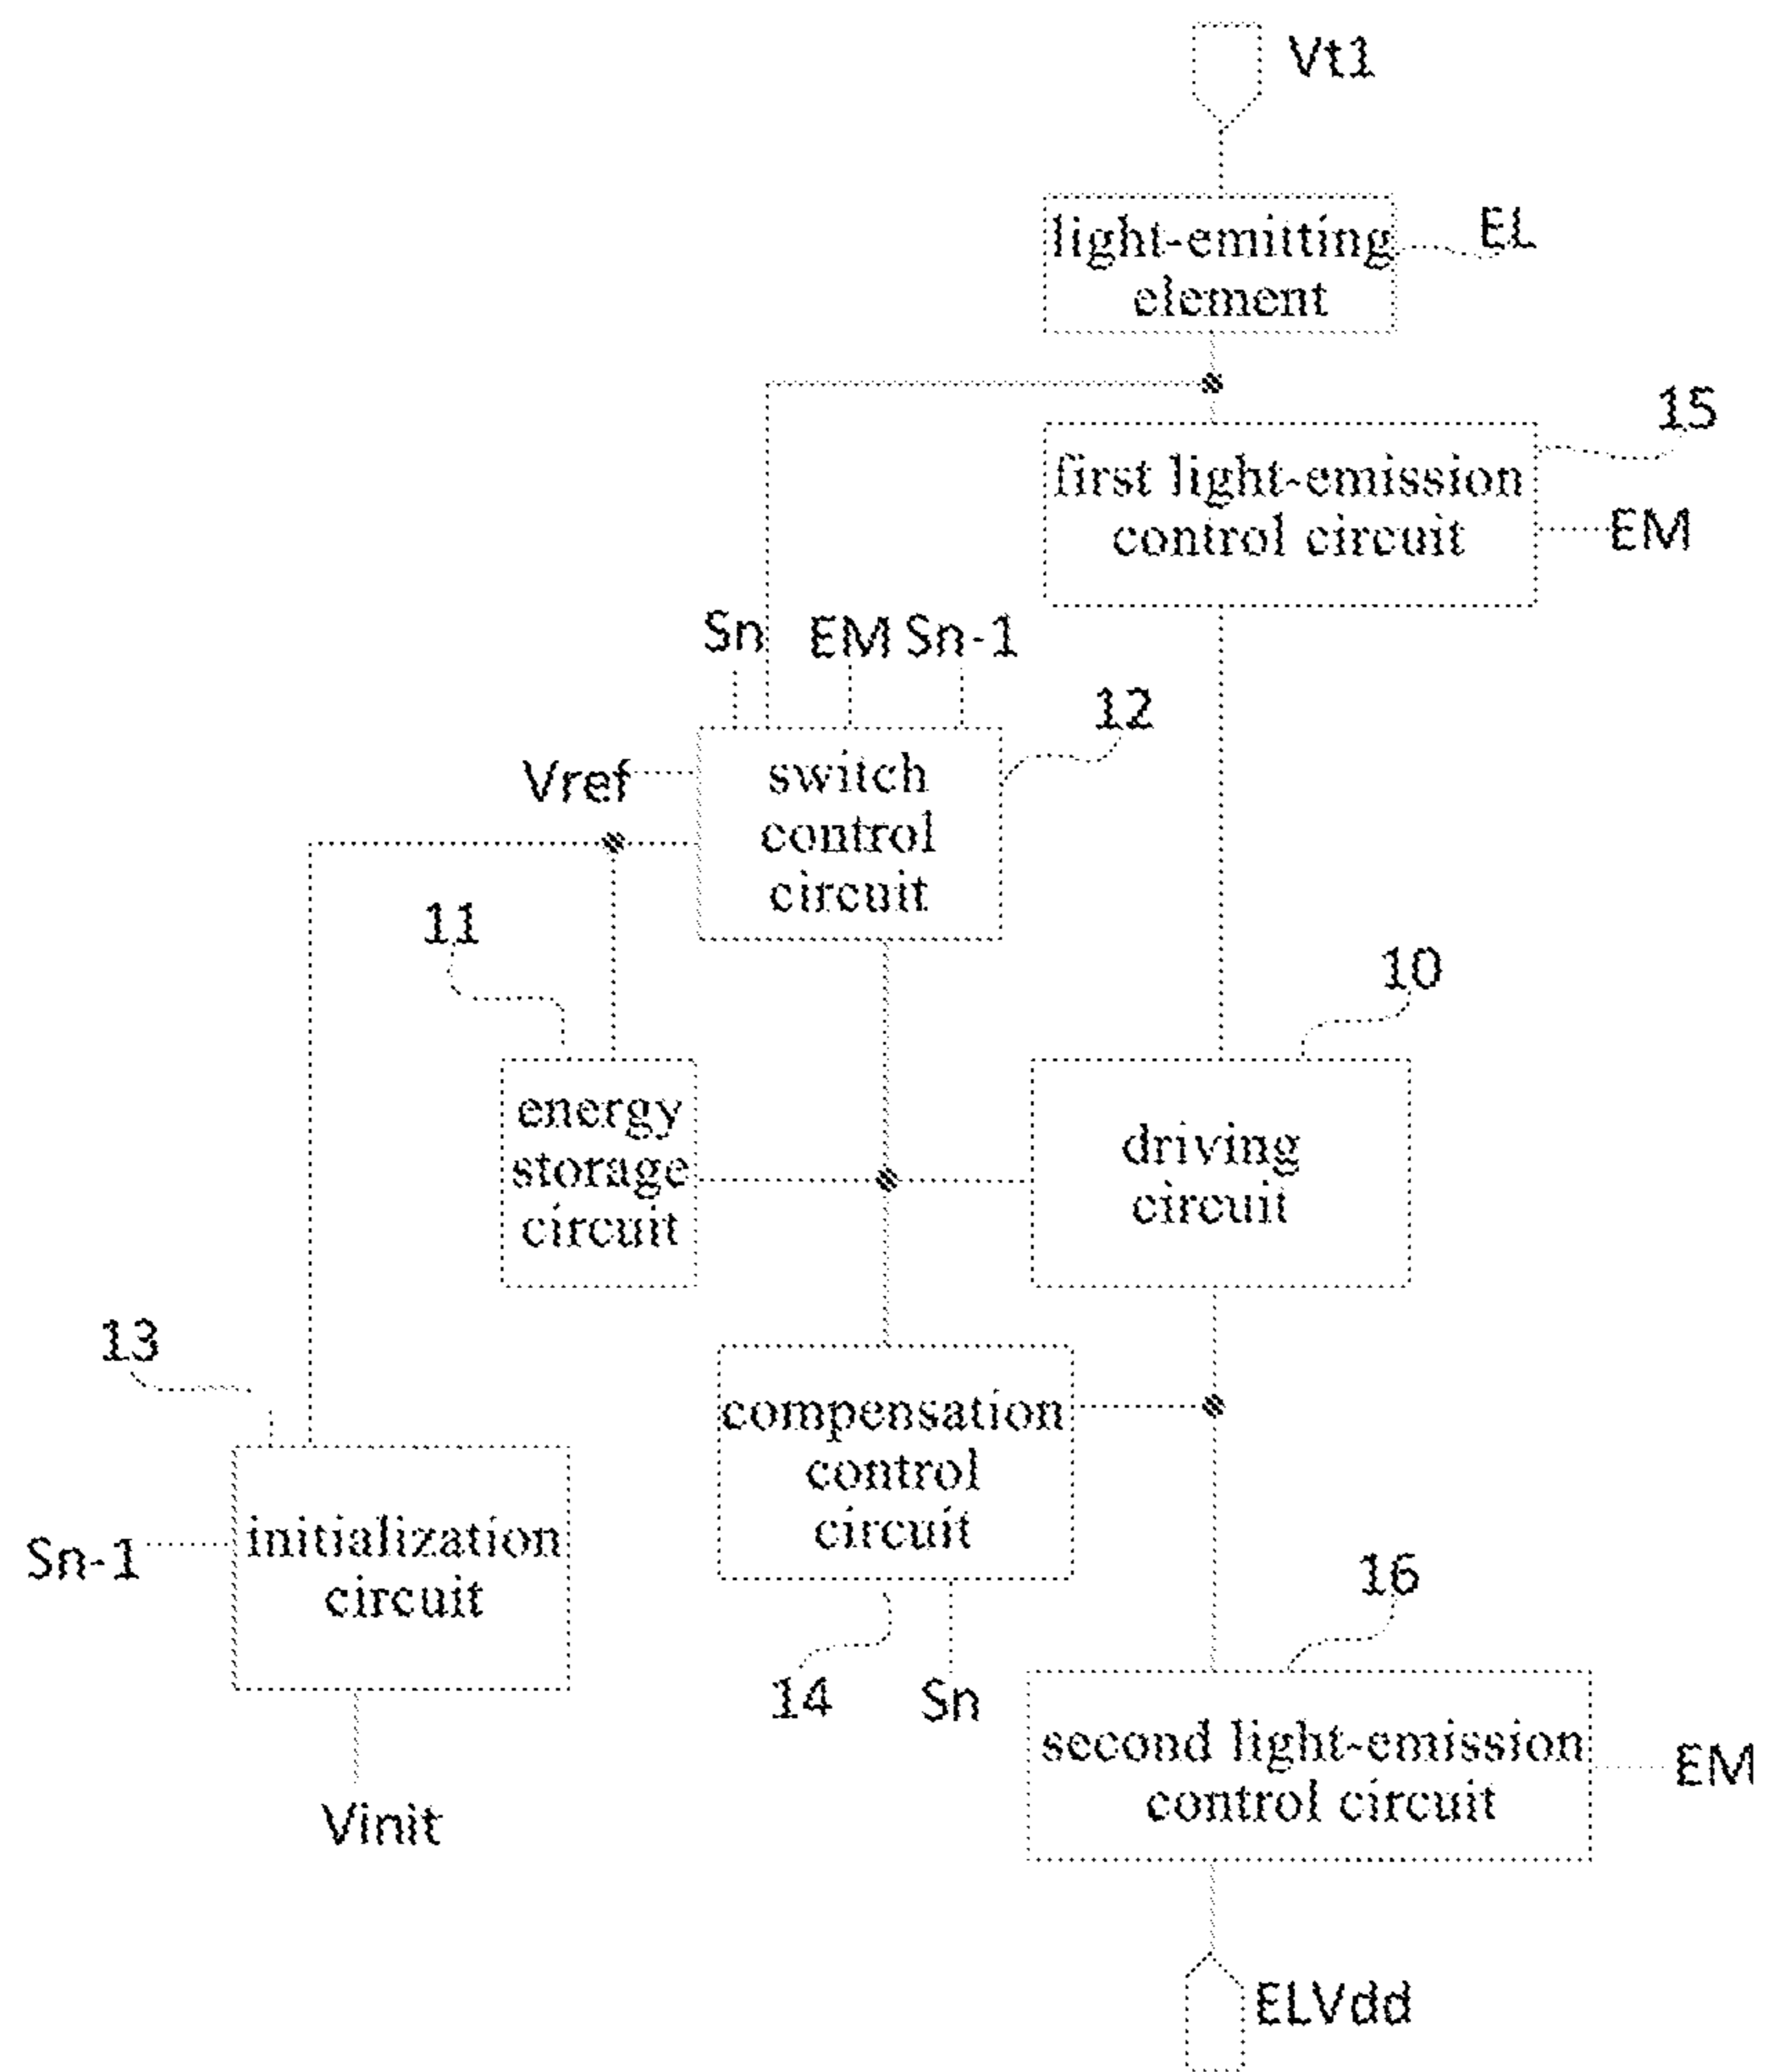 Vt1
light-emitting
element
EL
15
first light-emission
control circuit
EM
Sn
EM
Sn-1
12
Vref
switch
control
circuit
11
10
energy
storage
circuit
driving
circuit
13
compensation
control
circuit
Sn-1
initialization
circuit
16
14
Sn
second light-emission
control circuit
EM
Vinit
ELVdd